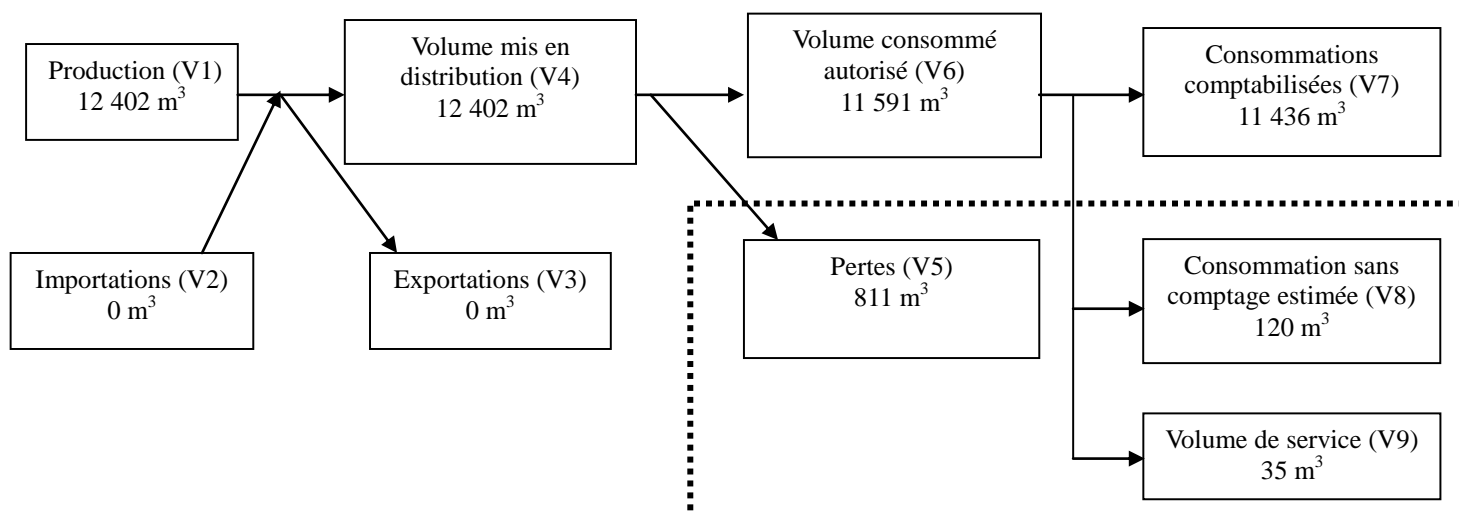 Production (V1)
12 402 m³
Volume mis en
distribution (V4)
12 402 m³
Volume consommé
autorisé (V6)
11 591 m³
Consommations
comptabilisées (V7)
11 436 m³
Importations (V2)
0 m³
Exportations (V3)
0 m³
Pertes (V5)
811 m³
Consommation sans
comptage estimée (V8)
120 m³
Volume de service (V9)
35 m³